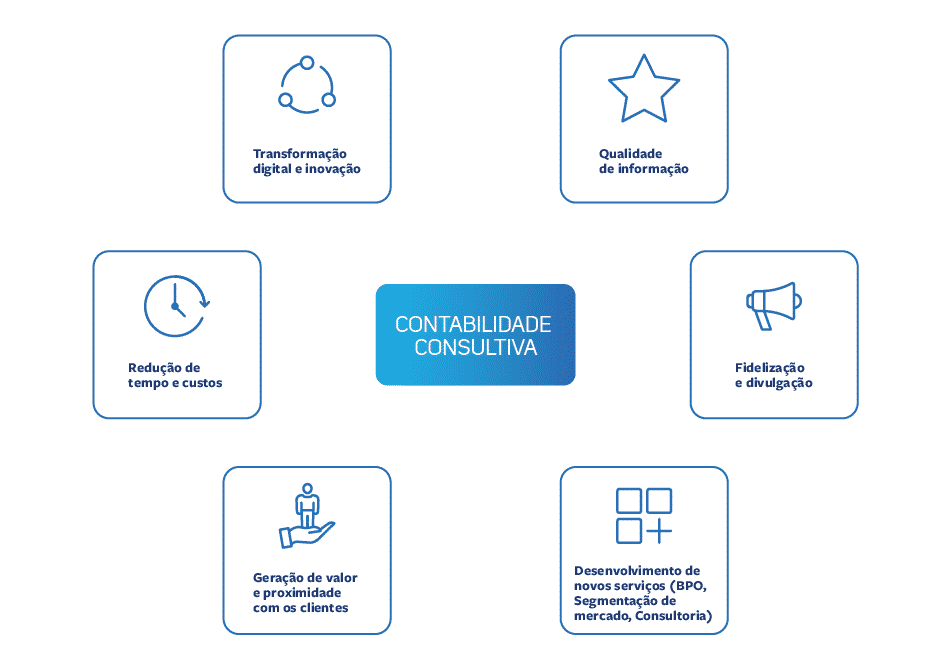 Transformação
digital e inovação
Qualidade
de informação
Redução de
tempo e custos
CONTABILIDADE
CONSULTIVA
Fidelização
e divulgação
Geração de valor
e proximidade
com os clientes
Desenvolvimento de
novos serviços (BPO,
Segmentação de
mercado, Consultoria)